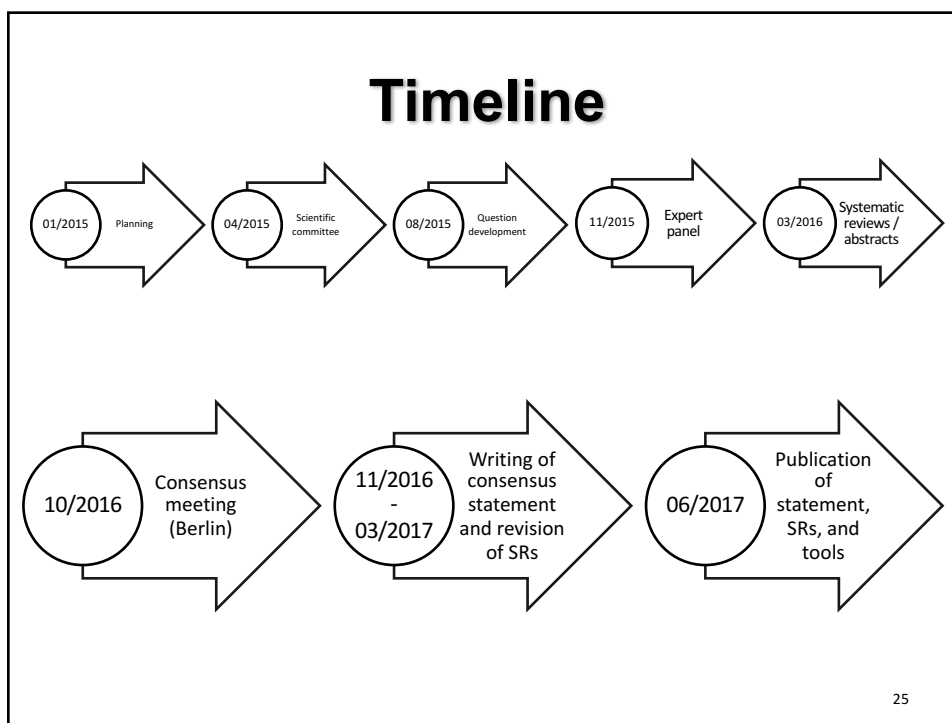 Timeline
01/2015
Planning
04/2015
Scientific
committee
08/2015
Question
development
11/2015
Expert
panel
03/2016
Systematic
reviews /
abstracts
10/2016
Consensus
meeting
(Berlin)
11/2016
-
03/2017
Writing of
consensus
statement
and revision
of SRs
06/2017
Publication
of
statement,
SRs, and
tools
25